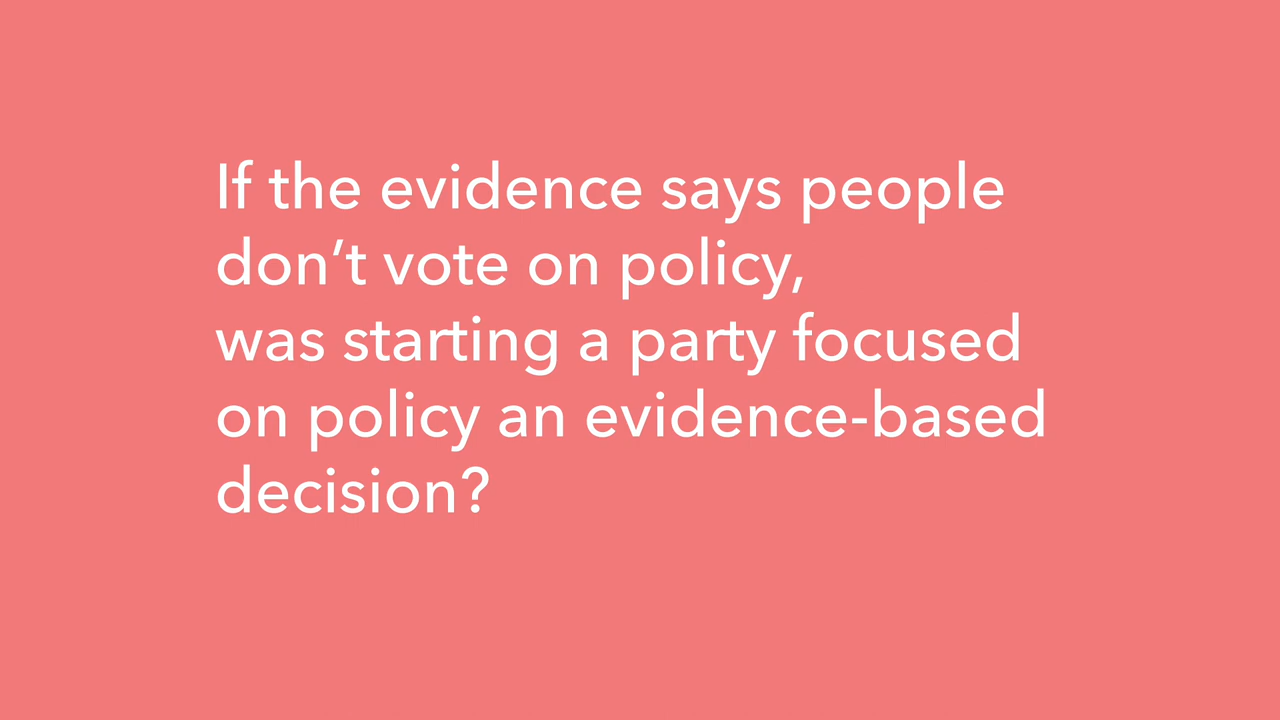 If the evidence says people
don’t vote on policy,
was starting a party focused
on policy an evidence-based
decision?